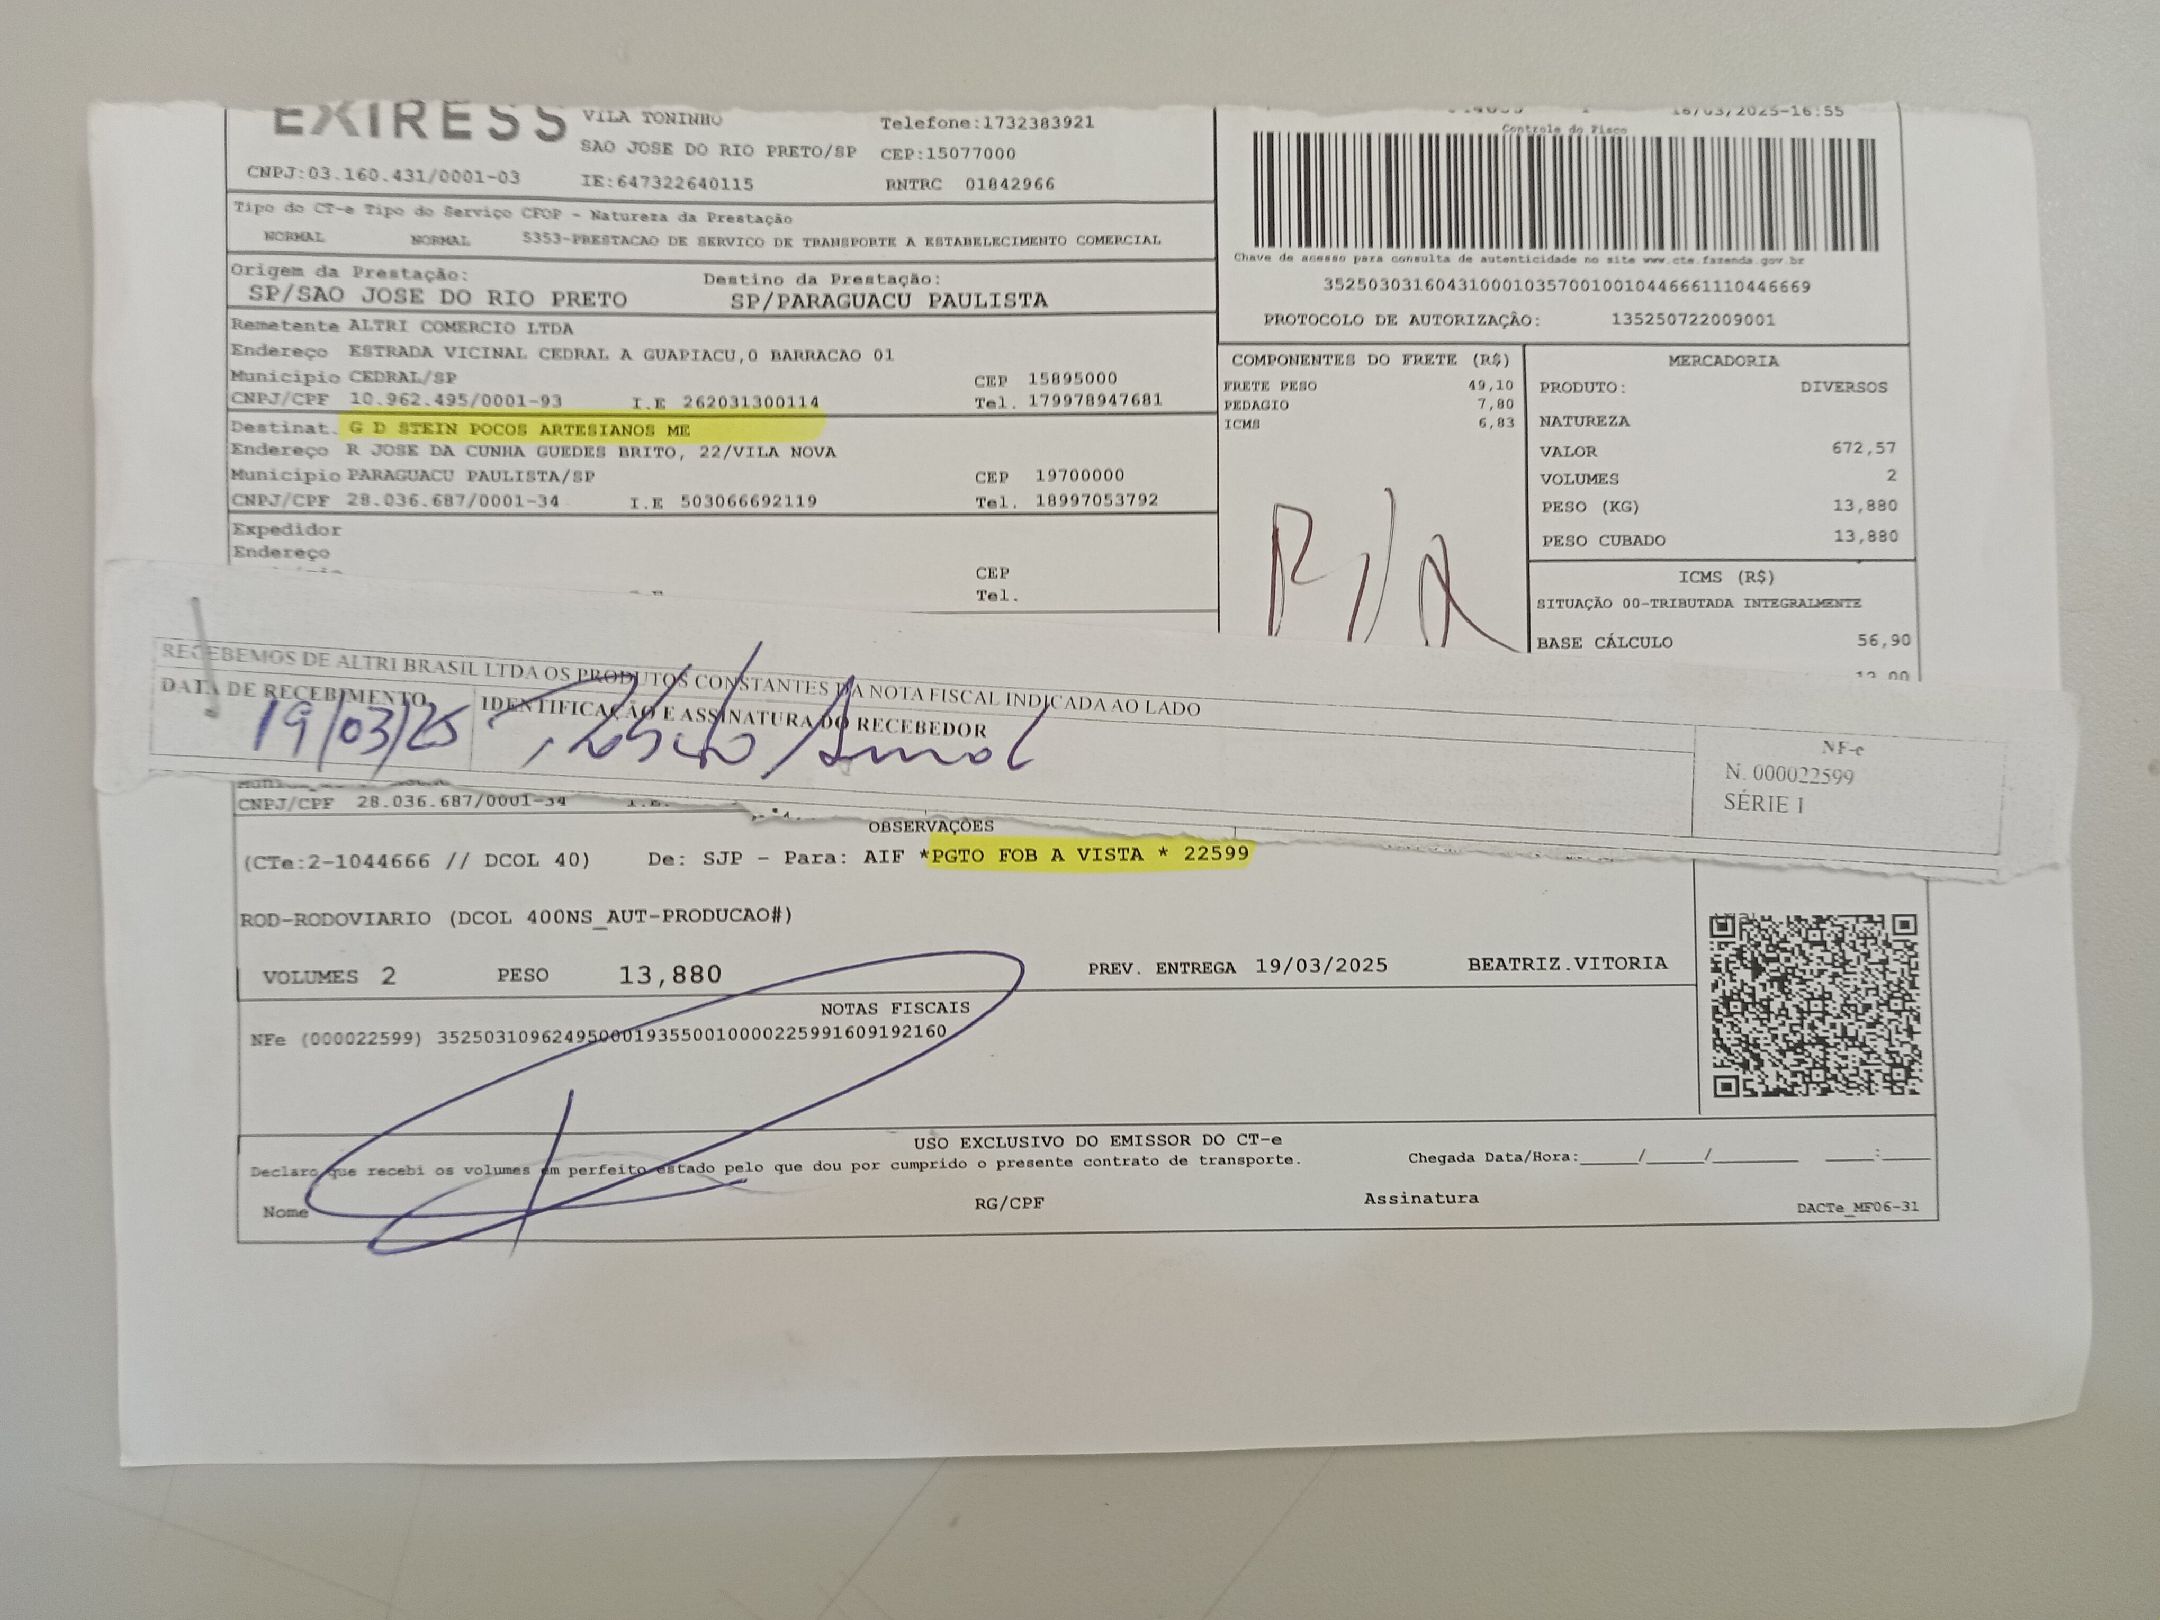 EXPRESS
VILA TONINHO
Telefone:1732383921
SAO JOSE DO RIO PRETO/SP CEP:15077000
CNPJ:03.160.431/0001-03 IE:647322640115 RNTRC 01842966
/03/2025-16:55
Controle do Fisco
Tipo do CT-e Tipo do Serviço CFOP - Natureza da Prestação
NORMAL NORMAL 5353-PRESTACAO DE SERVICO DE TRANSPORTE A ESTABELECIMENTO COMERCIAL
Chave de acesso para consulta de autenticidade no site www.cte.fazenda.gov.br
35250303160431000103570010010446661110446669
PROTOCOLO DE AUTORIZAÇÃO: 135250722009001
Origem da Prestação: Destino da Prestação:
SP/SAO JOSE DO RIO PRETO SP/PARAGUACU PAULISTA
Remetente ALTRI COMERCIO LTDA
Endereço ESTRADA VICINAL CEDRAL A GUAPIACU,0 BARRACAO 01
Municipio CEDRAL/SP CEP 15895000
CNPJ/CPF 10.962.495/0001-93 I.E 262031300114 Tel. 179978947681
Destinat. G D STEIN POCOS ARTESIANOS ME
Endereço R JOSE DA CUNHA GUEDES BRITO, 22/VILA NOVA
Municipio PARAGUACU PAULISTA/SP CEP 19700000
CNPJ/CPF 28.036.687/0001-34 I.E 503066692119 Tel. 18997053792
Expedidor
Endereço
CEP
Tel.
COMPONENTES DO FRETE (R$)
FRETE PESO 49,10
PEDAGIO 7,80
ICMS 6,83
MERCADORIA
PRODUTO: DIVERSOS
NATUREZA
VALOR 672,57
VOLUMES 2
PESO (KG) 13,880
PESO CUBADO 13,880
ICMS (R$)
SITUAÇÃO 00-TRIBUTADA INTEGRALMENTE
BASE CÁLCULO 56,90
12,00
RECEBEMOS DE ALTRI BRASIL LTDA OS PRODUTOS CONSTANTES DA NOTA FISCAL INDICADA AO LADO
DATA DE RECEBIMENTO IDENTIFICAÇÃO E ASSINATURA DO RECEBEDOR
19/03/25
NF-e
N. 000022599
SÉRIE 1
CNPJ/CPF 28.036.687/0001-34 I.E.
OBSERVAÇÕES
(CTe:2-1044666 // DCOL 40) De: SJP - Para: AIF *PGTO FOB A VISTA * 22599
ROD-RODOVIARIO (DCOL 400NS_AUT-PRODUCAO#)
VOLUMES 2 PESO 13,880 PREV. ENTREGA 19/03/2025 BEATRIZ.VITORIA
NOTAS FISCAIS
NFe (000022599) 35250310962495000193550010000225991609192160
USO EXCLUSIVO DO EMISSOR DO CT-e
Declaro que recebi os volumes em perfeito estado pelo que dou por cumprido o presente contrato de transporte. Chegada Data/Hora:_____/_____/________ ____:____
Nome RG/CPF Assinatura DACTe_MF06-31